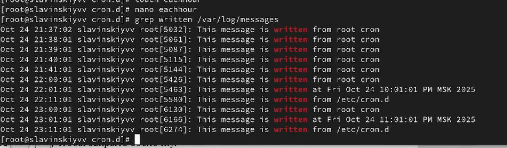 [root@slavinskiyvv cron.d]# touch eachhour
[root@slavinskiyvv cron.d]# nano eachhour
[root@slavinskiyvv cron.d]# grep written /var/log/messages
Oct 24 21:37:02 slavinskiyvv root[5032]: This message is written from root cron
Oct 24 21:38:01 slavinskiyvv root[5061]: This message is written from root cron
Oct 24 21:39:01 slavinskiyvv root[5087]: This message is written from root cron
Oct 24 21:40:01 slavinskiyvv root[5115]: This message is written from root cron
Oct 24 21:41:01 slavinskiyvv root[5144]: This message is written from root cron
Oct 24 22:00:01 slavinskiyvv root[5426]: This message is written from root cron
Oct 24 22:01:01 slavinskiyvv root[5463]: This message is written at Fri Oct 24 10:01:01 PM MSK 2025
Oct 24 22:11:01 slavinskiyvv root[5580]: This message is written from /etc/cron.d
Oct 24 23:00:01 slavinskiyvv root[6130]: This message is written from root cron
Oct 24 23:01:01 slavinskiyvv root[6166]: This message is written at Fri Oct 24 11:01:01 PM MSK 2025
Oct 24 23:11:01 slavinskiyvv root[6274]: This message is written from /etc/cron.d
[root@slavinskiyvv cron.d]#